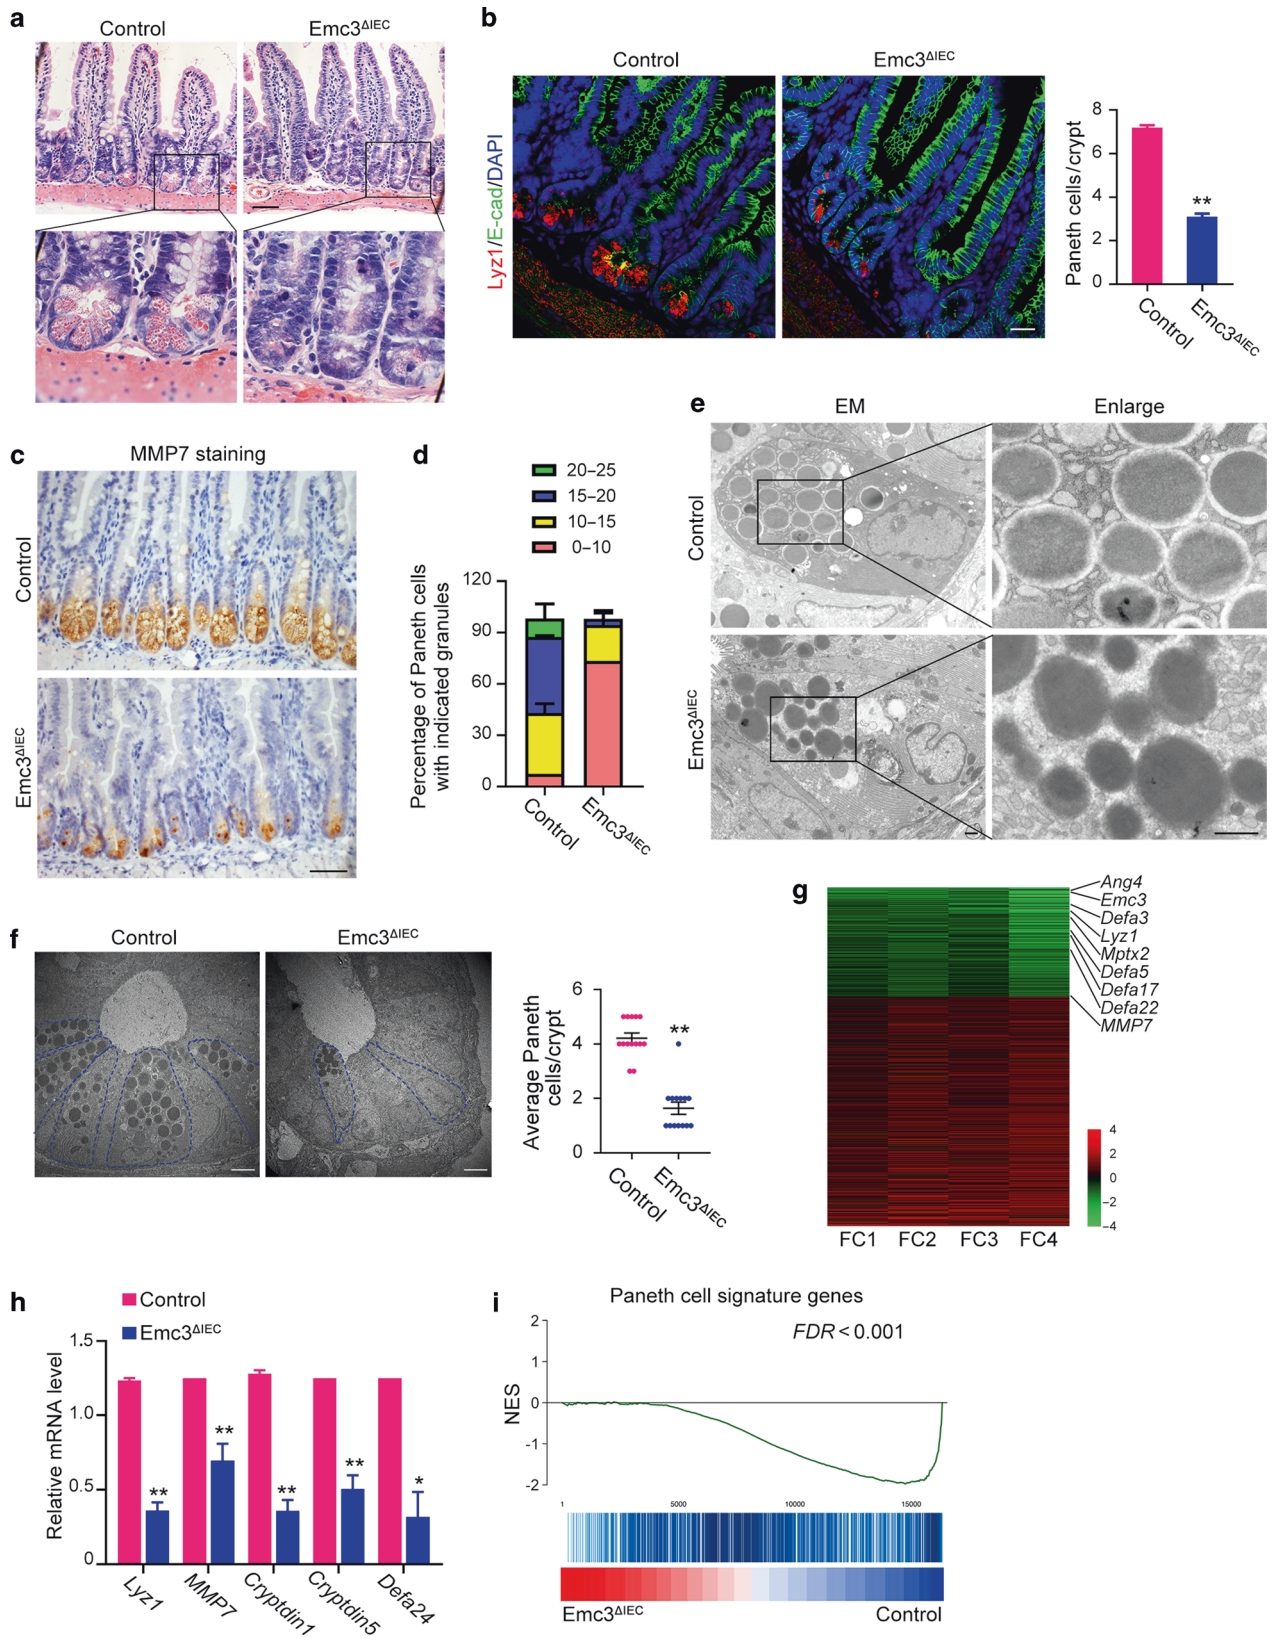 a
Control
Emc3ΔIEC
b
Control
Emc3ΔIEC
Lyz1/E-cad/DAPI
Paneth cells/crypt
8
6
4
2
0
**
Control
Emc3ΔIEC
c
MMP7 staining
Control
Emc3ΔIEC
d
20–25
15–20
10–15
0–10
Percentage of Paneth cells
with indicated granules
120
90
60
30
0
Control
Emc3ΔIEC
e
EM
Enlarge
Control
Emc3ΔIEC
f
Control
Emc3ΔIEC
Average Paneth
cells/crypt
6
4
2
0
**
Control
Emc3ΔIEC
g
Ang4
Emc3
Defa3
Lyz1
Mptx2
Defa5
Defa17
Defa22
MMP7
4
2
0
−2
−4
FC1 FC2 FC3 FC4
h
Control
Emc3ΔIEC
Relative mRNA level
1.5
1.0
0.5
0
**
**
**
**
*
Lyz1
MMP7
Cryptdin1
Cryptdin5
Defa24
i
Paneth cell signature genes
FDR < 0.001
NES
2
1
0
-1
-2
1 5000 10000 15000
Emc3ΔIEC Control